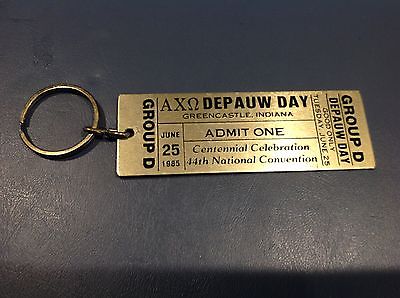 GROUP D
ΑΧΩ DEPAUW DAY
GREENCASTLE, INDIANA
JUNE
25
1985
ADMIT ONE
Centennial Celebration
44th National Convention
TUESDAY, JUNE 25
GOOD ONLY
DEPAUW DAY
GROUP D